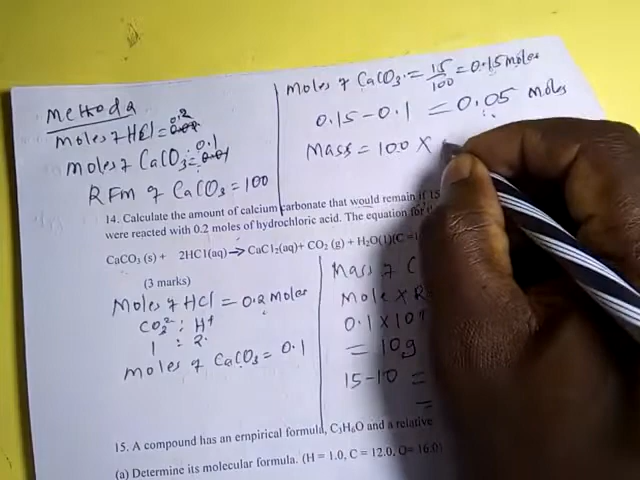 Method a
Moles of HCl = 0.2
moles of CaCO3 = 0.1
RFM of CaCO3 = 100
Moles of CaCO3 = 15/100 = 0.15 moles
0.15 - 0.1 = 0.05 moles
Mass = 100 X
14. Calculate the amount of calcium carbonate that would remain if 15
were reacted with 0.2 moles of hydrochloric acid. The equation for
CaCO3 (s) + 2HCl(aq) → CaCl2(aq)+ CO2 (g) + H2O(l)(C =
(3 marks)
Moles of HCl = 0.2 Moles
CO3²⁻ : H⁺
1 : 2
moles of CaCO3 = 0.1
Mass of C
Mole X R
0.1 X 10
= 10g
15-10 =
=
15. A compound has an empirical formula, C3H6O and a relative
(a) Determine its molecular formula. (H = 1.0, C = 12.0, O= 16.0)